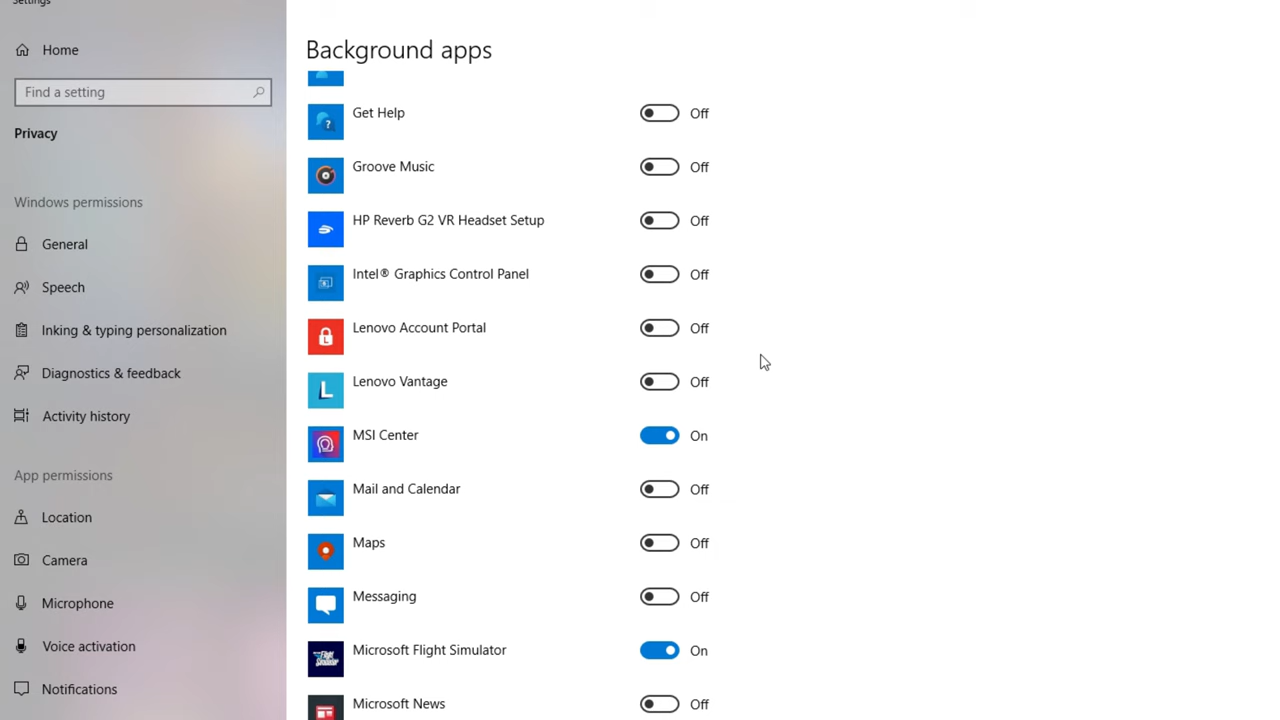 Settings
Home
Find a setting
Privacy
Windows permissions
General
Speech
Inking & typing personalization
Diagnostics & feedback
Activity history
App permissions
Location
Camera
Microphone
Voice activation
Notifications
Background apps
Get Help Off
Groove Music Off
HP Reverb G2 VR Headset Setup Off
Intel® Graphics Control Panel Off
Lenovo Account Portal Off
Lenovo Vantage Off
MSI Center On
Mail and Calendar Off
Maps Off
Messaging Off
Microsoft Flight Simulator On
Microsoft News Off